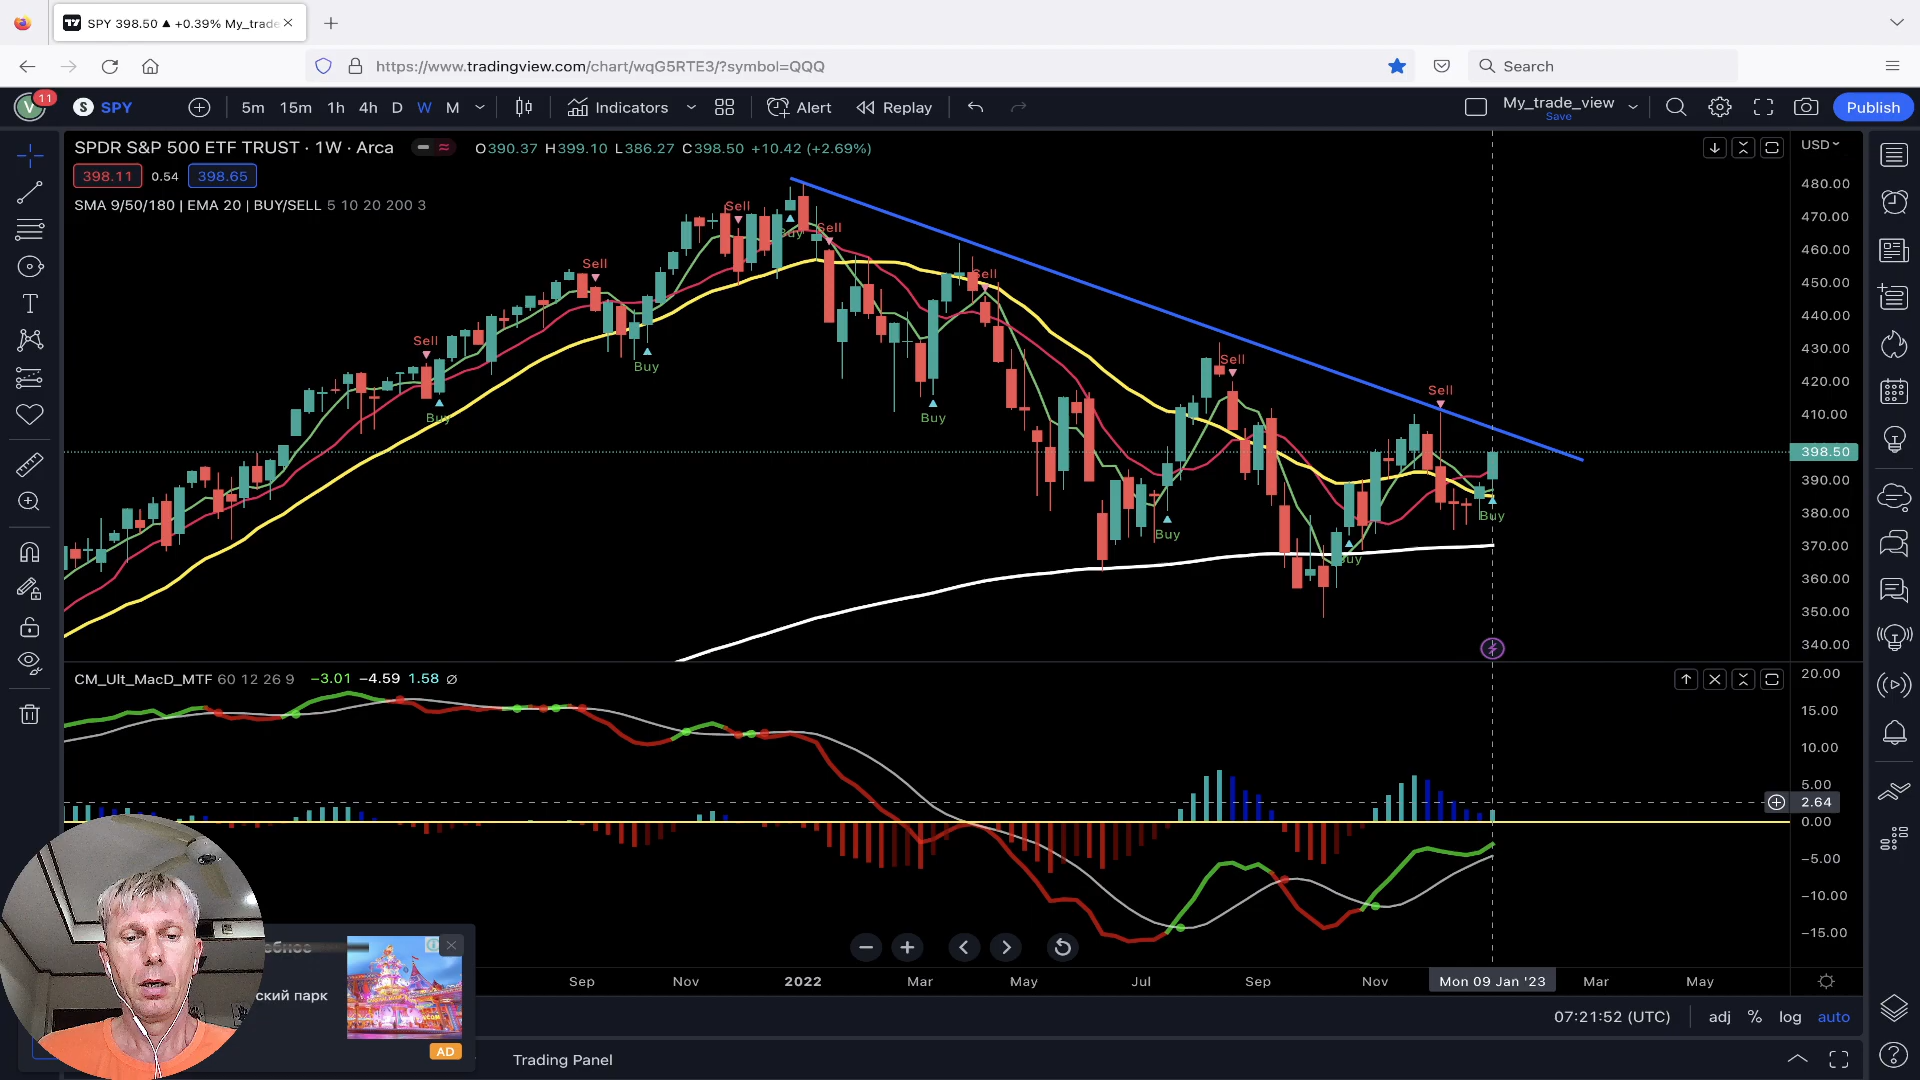 SPY 398.50 ▲ +0.39% My_trade
https://www.tradingview.com/chart/wqG5RTE3/?symbol=QQQ
Search
V 11
S SPY 5m 15m 1h 4h D W M Indicators Alert Replay My_trade_view Save Publish
SPDR S&P 500 ETF TRUST · 1W · Arca O390.37 H399.10 L386.27 C398.50 +10.42 (+2.69%)
USD
398.11 0.54 398.65
SMA 9/50/180 | EMA 20 | BUY/SELL 5 10 20 200 3
480.00
470.00
460.00
450.00
440.00
430.00
420.00
410.00
398.50
390.00
380.00
370.00
360.00
350.00
340.00
Sell
Sell
Buy
Sell
Sell
Sell
Buy
Sell
Sell
Buy
Buy
Buy
Buy
Buy
CM_Ult_MacD_MTF 60 12 26 9 −3.01 −4.59 1.58 ∅
20.00
15.00
10.00
5.00
2.64
0.00
−5.00
−10.00
−15.00
ский парк
AD
Sep Nov 2022 Mar May Jul Sep Nov Mon 09 Jan '23 Mar May
07:21:52 (UTC) adj % log auto
Trading Panel